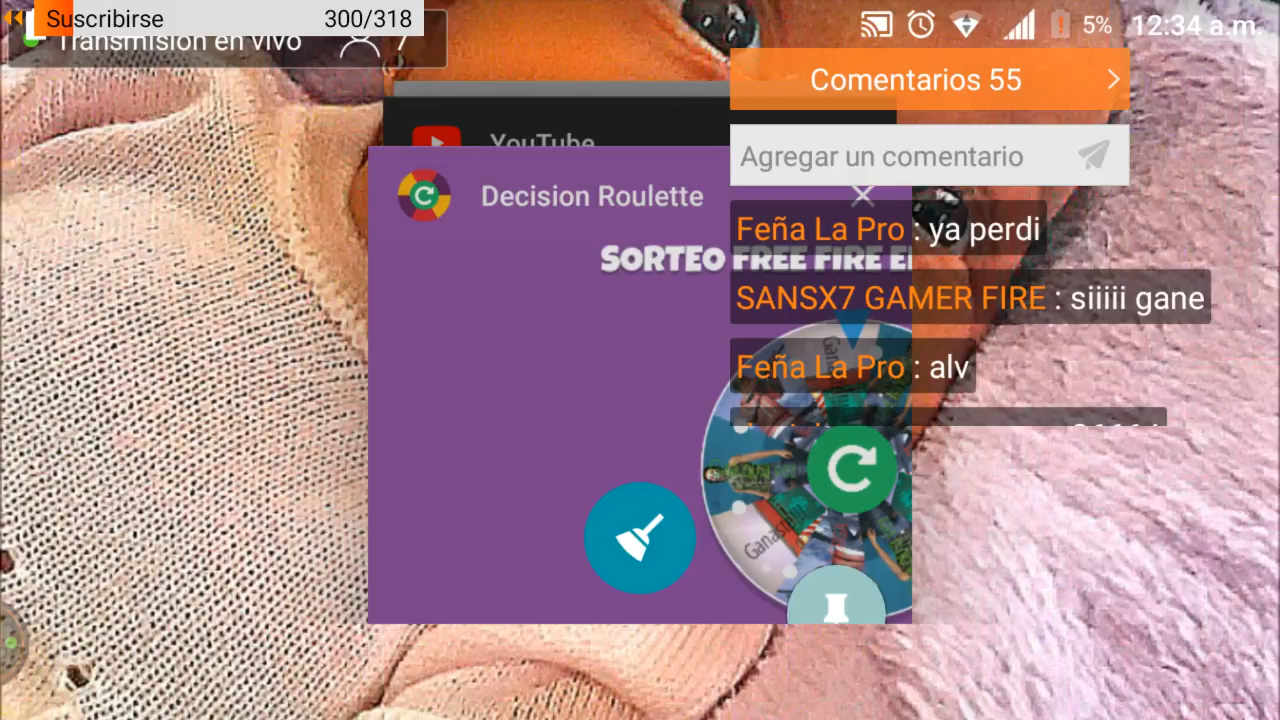 Suscribirse 300/318
Transmisión en vivo 7
5% 12:34 a.m.
Comentarios 55
YouTube
Agregar un comentario
Decision Roulette
Feña La Pro : ya perdi
SORTEO FREE FIRE
SANSX7 GAMER FIRE : siiiii gane
Feña La Pro : alv
Ganast